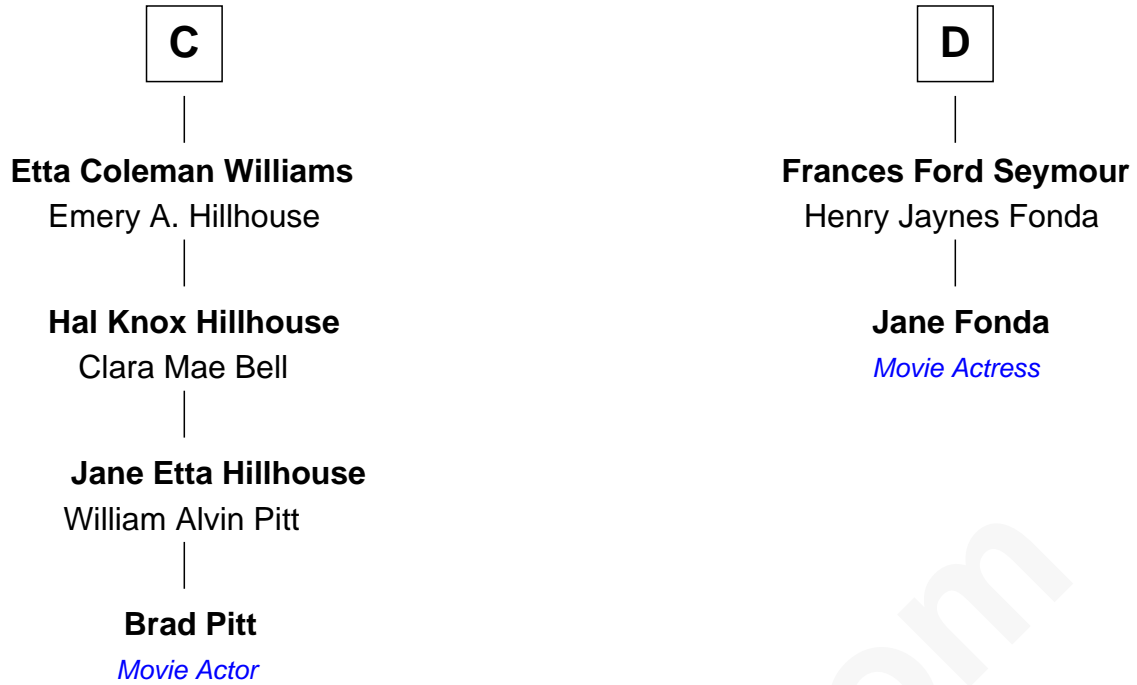 C
Etta Coleman Williams
Emery A. Hillhouse
Hal Knox Hillhouse
Clara Mae Bell
Jane Etta Hillhouse
William Alvin Pitt
Brad Pitt
Movie Actor
D
Frances Ford Seymour
Henry Jaynes Fonda
Jane Fonda
Movie Actress
om